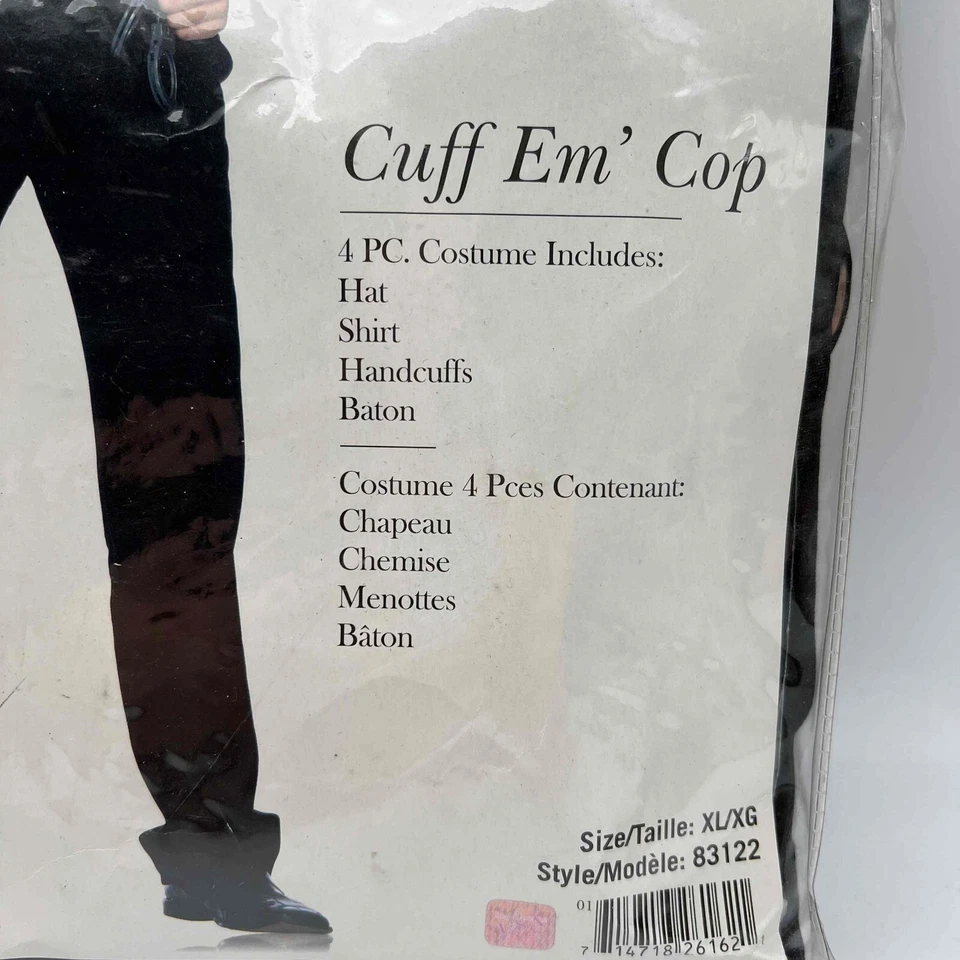 Cuff Em' Cop
4 PC. Costume Includes:
Hat
Shirt
Handcuffs
Baton
Costume 4 Pces Contenant:
Chapeau
Chemise
Menottes
Bâton
Size/Taille: XL/XG
Style/Modèle: 83122
01
7 14718 26162